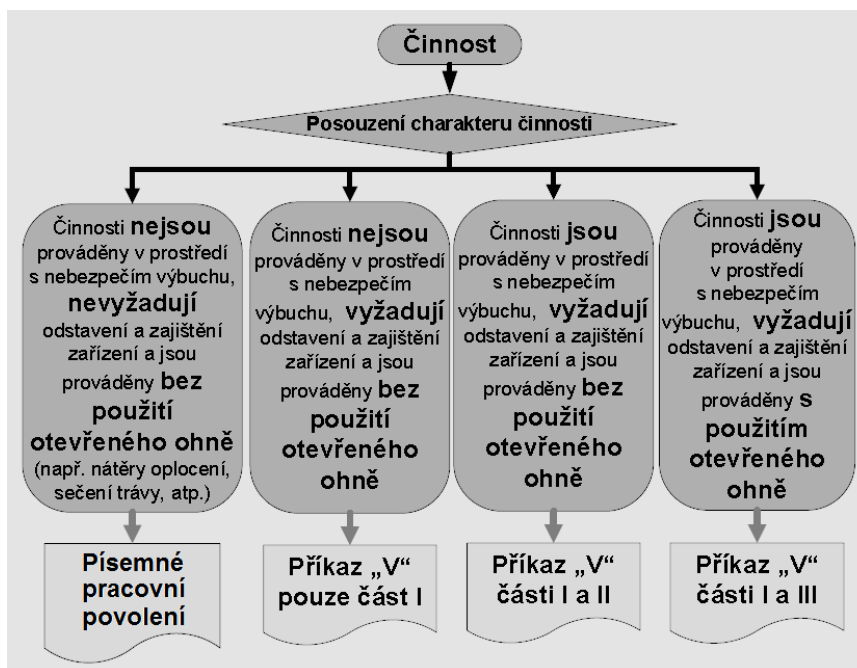 Činnost
Posouzení charakteru činnosti
Činnosti nejsou
prováděny v prostředí
s nebezpečím výbuchu,
nevyžadují
odstavení a zajištění
zařízení a jsou
prováděny bez
použití
otevřeného ohně
(např. nátěry oplocení,
sečení trávy, atp.)
Činnosti nejsou
prováděny v prostředí
s nebezpečím
výbuchu, vyžadují
odstavení a zajištění
zařízení a jsou
prováděny bez
použití
otevřeného
ohně
Činnosti jsou
prováděny v prostředí
s nebezpečím
výbuchu, vyžadují
odstavení a zajištění
zařízení a jsou
prováděny bez
použití
otevřeného
ohně
Činnosti jsou
prováděny
v prostředí
s nebezpečím
výbuchu, vyžadují
odstavení a zajištění
zařízení a jsou
prováděny s
použitím
otevřeného
ohně
Písemné
pracovní
povolení
Příkaz „V“
pouze část I
Příkaz „V“
části I a II
Příkaz „V“
části I a III